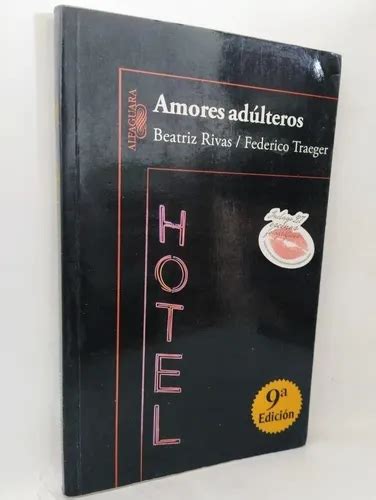 ALFAGUARA
Amores adúlteros
Beatriz Rivas / Federico Traeger
HOTEL
9ª
Edición